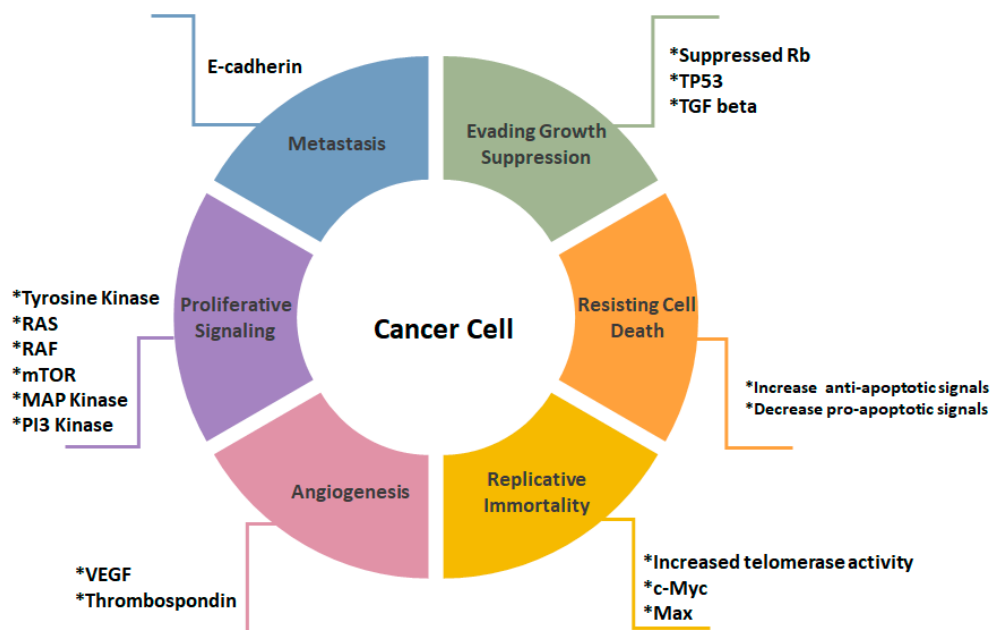 E-cadherin
Metastasis
*Suppressed Rb
*TP53
*TGF beta
Evading Growth
Suppression
*Tyrosine Kinase
*RAS
*RAF
*mTOR
*MAP Kinase
*PI3 Kinase
Proliferative
Signaling
Cancer Cell
Resisting Cell
Death
*Increase anti-apoptotic signals
*Decrease pro-apoptotic signals
Angiogenesis
*VEGF
*Thrombospondin
Replicative
Immortality
*Increased telomerase activity
*c-Myc
*Max